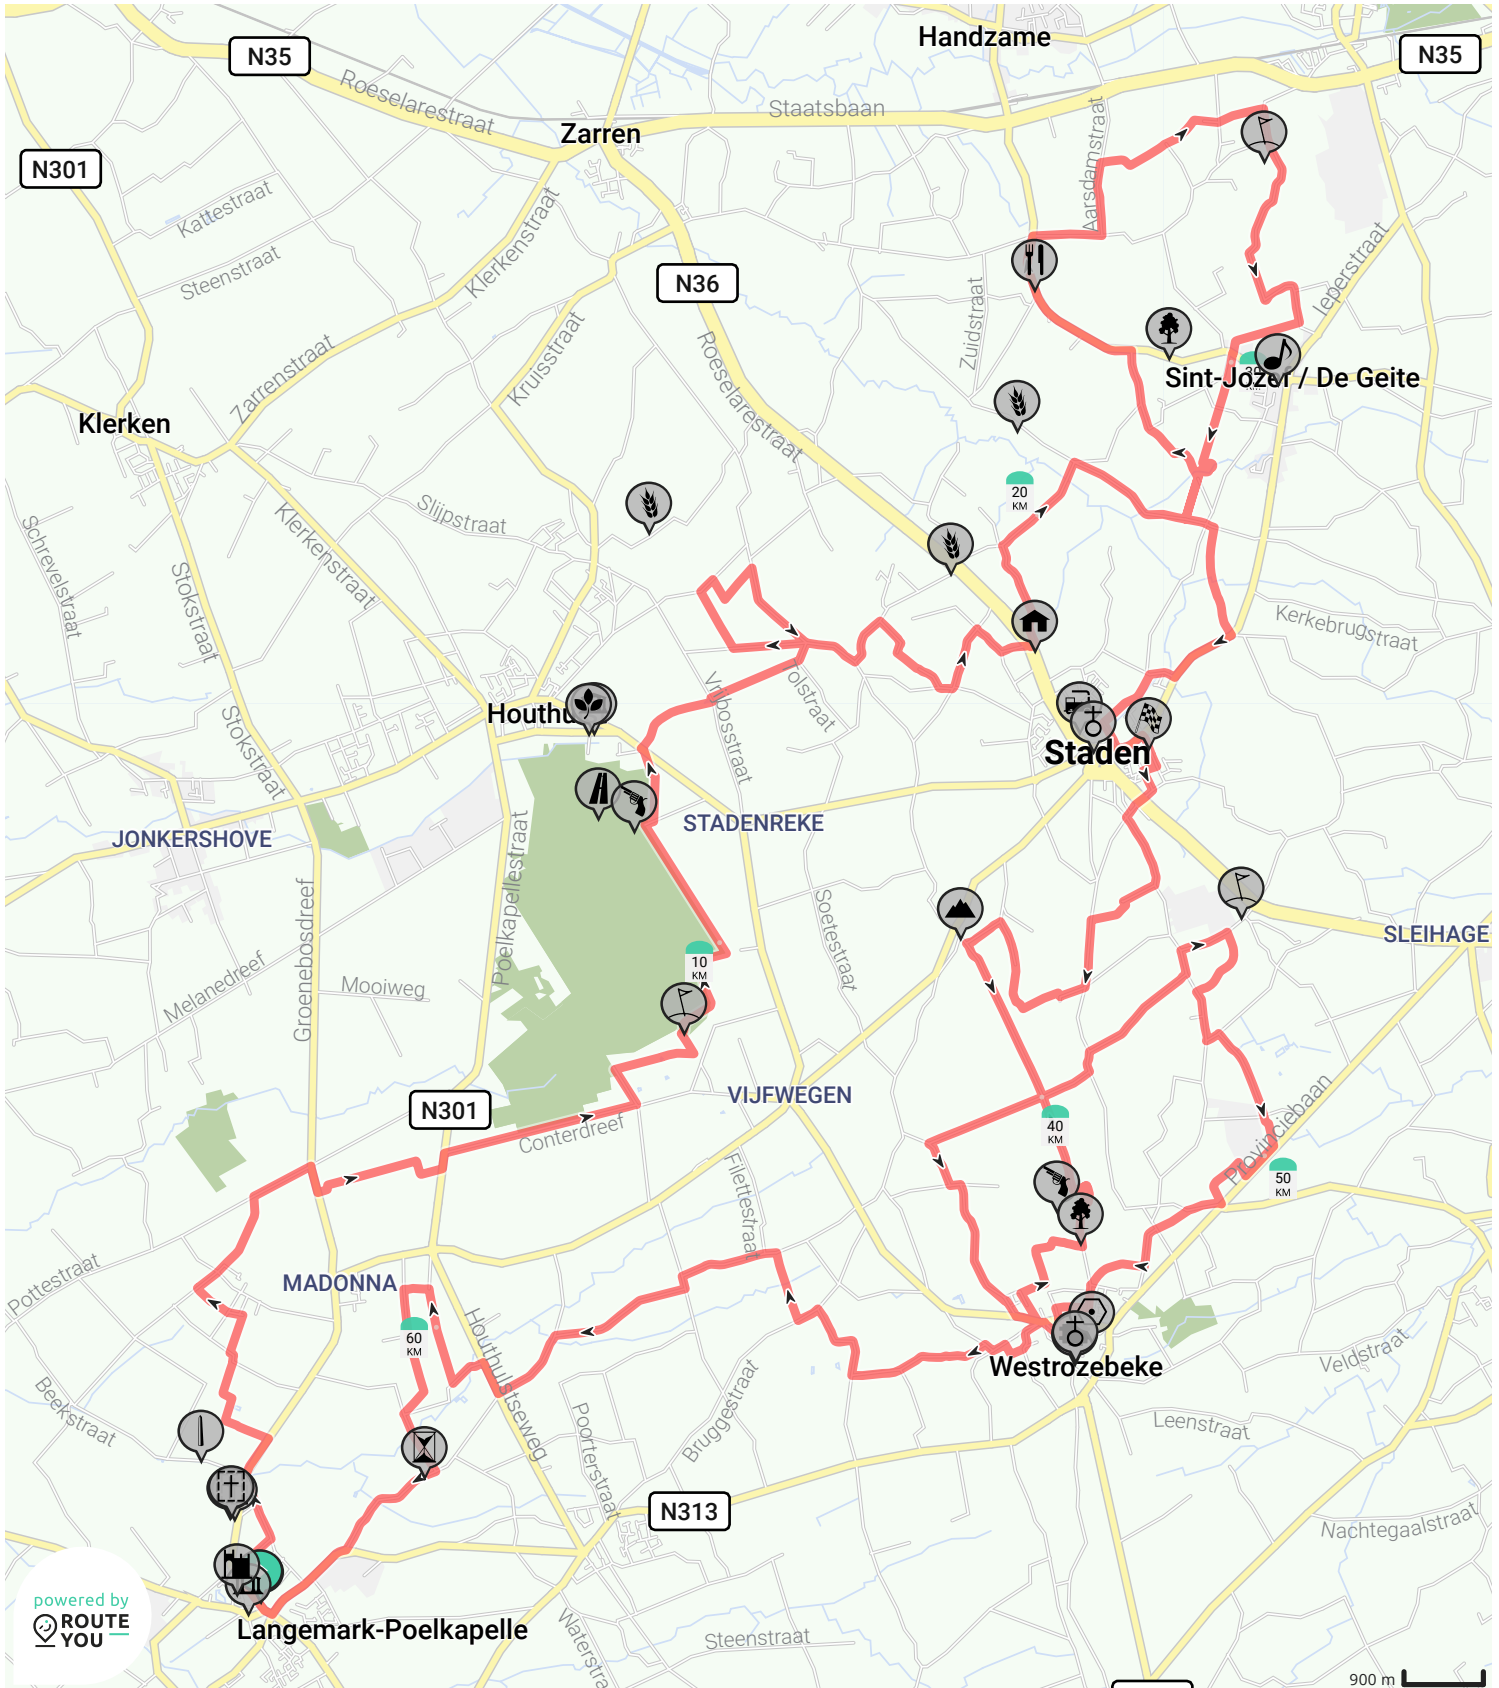 Handzame
N35
N35
Roeselarestraat
Staatsbaan
Zarren
Aarsdamstraat
N301
Kattestraat
Klerkenstraat
Steenstraat
N36
Ieperstraat
Zuidstraat
Kruisstraat
Zarrenstraat
Roeselarestraat
Sint-Jozef / De Geite
Klerken
20
KM
Slijpstraat
Klerkenstraat
Schrevelstraat
Stokstraat
Kerkebrugstraat
Vrijbosstraat
Tolstraat
Stokstraat
Staden
STADENREKE
JONKERSHOVE
Poelkapellestraat
Soetestraat
Groenebosdreef
SLEIHAGE
10
KM
Melanedreef
Mooiweg
VIJFWEGEN
N301
Conterdreef
40
KM
Provinciebaan
50
KM
Filettestraat
Pottestraat
MADONNA
60
KM
Houthulstseweg
Westrozebeke
Veldstraat
Beekstraat
Bruggestraat
Poorterstraat
Leenstraat
N313
Nachtegaalstraat
powered by
ROUTE
YOU
Langemark-Poelkapelle
Steenstraat
900 m